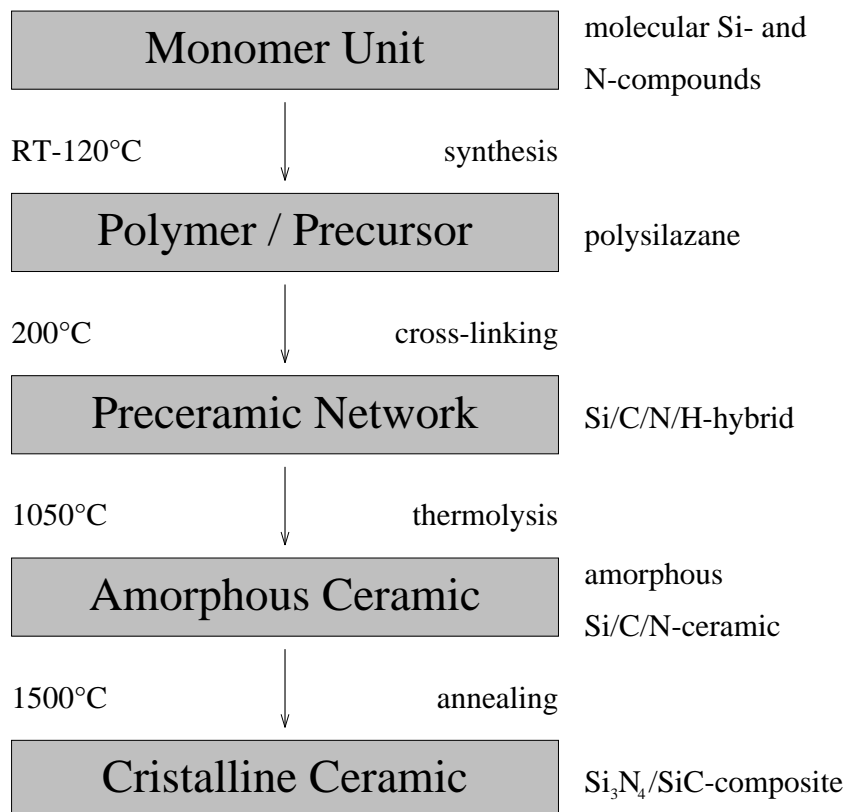 Monomer Unit
molecular Si- and
N-compounds
RT-120°C
synthesis
Polymer / Precursor
polysilazane
200°C
cross-linking
Preceramic Network
Si/C/N/H-hybrid
1050°C
thermolysis
Amorphous Ceramic
amorphous
Si/C/N-ceramic
1500°C
annealing
Cristalline Ceramic
Si₃N₄/SiC-composite